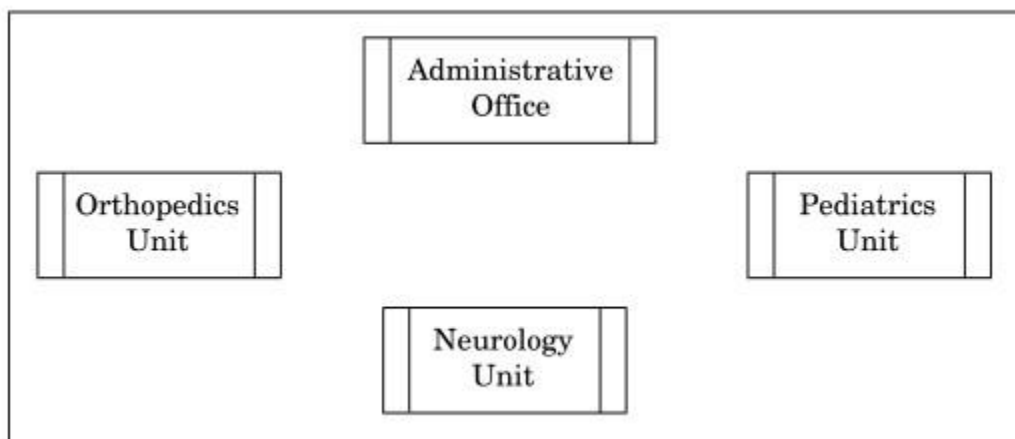 Administrative
Office
Orthopedics
Unit
Pediatrics
Unit
Neurology
Unit